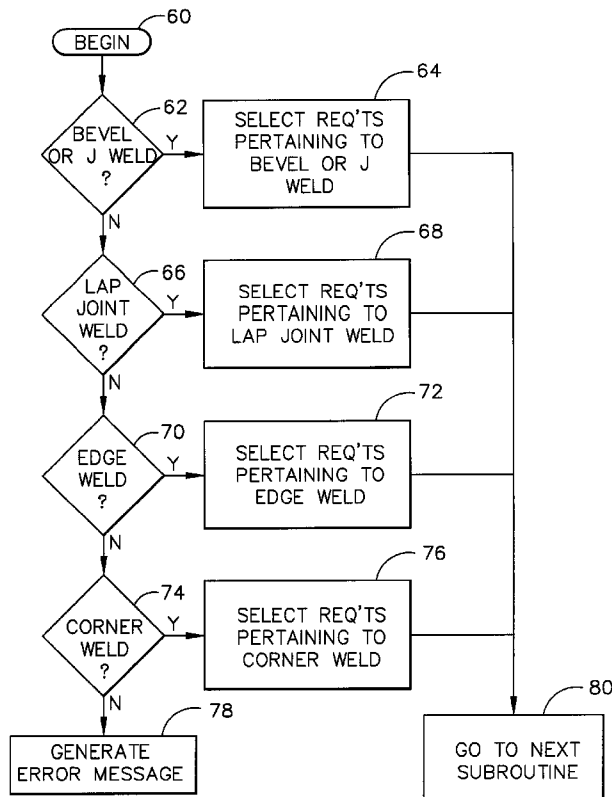 60
BEGIN
62
BEVEL
OR J WELD
?
Y
N
64
SELECT REQ'TS
PERTAINING TO
BEVEL OR J
WELD
66
LAP
JOINT
WELD
?
Y
N
68
SELECT REQ'TS
PERTAINING TO
LAP JOINT WELD
70
EDGE
WELD
?
Y
N
72
SELECT REQ'TS
PERTAINING TO
EDGE WELD
74
CORNER
WELD
?
Y
N
76
SELECT REQ'TS
PERTAINING TO
CORNER WELD
78
GENERATE
ERROR MESSAGE
80
GO TO NEXT
SUBROUTINE